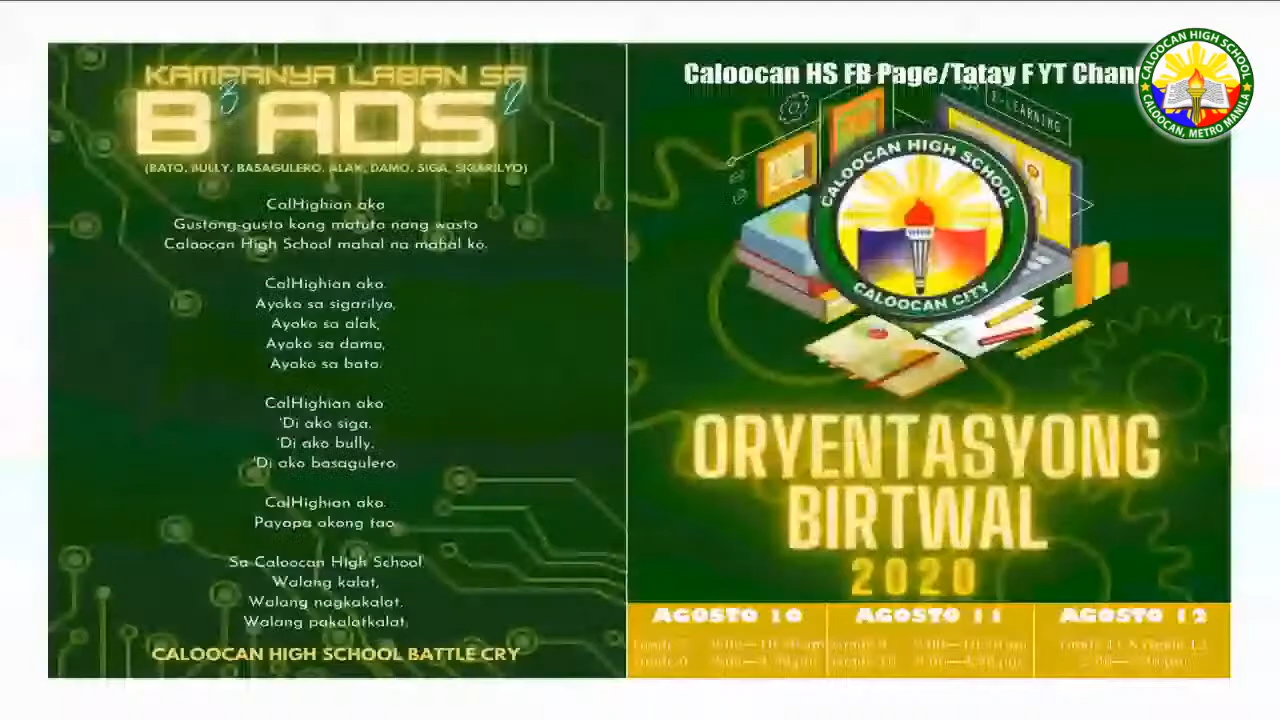 KAMPANYA LABAN SA
B3 ADS2
(BATO, BULLY, BASAGULERO, ALAK, DAMO, SIGA, SIGARILYO)
CalHighian ako
Gustong-gusto kong matuto nang wasto
Caloocan High School mahal na mahal ko.
CalHighian ako.
Ayoko sa sigarilyo,
Ayoko sa alak,
Ayoko sa damo,
Ayoko sa bato.
CalHighian ako
'Di ako siga.
'Di ako bully.
'Di ako basagulero.
CalHighian ako.
Payapa akong tao.
Sa Caloocan High School
Walang kalat,
Walang nagkakalat.
Walang pakalatkalat.
CALOOCAN HIGH SCHOOL BATTLE CRY
Caloocan HS FB Page/Tatay F YT Chan
E-LEARNING
CALOOCAN HIGH SCHOOL
CALOOCAN CITY
ORYENTASYONG
BIRTWAL
2020
AGOSTO 10
AGOSTO 11
AGOSTO 12
CALOOCAN HIGH SCHOOL
CALOOCAN, METRO MANILA